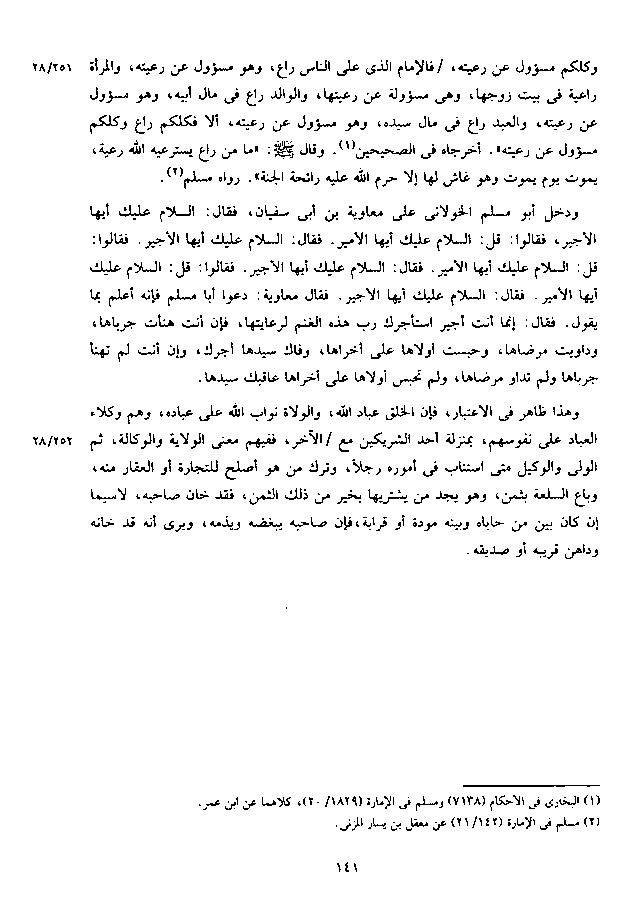 وكلكم مسؤول عن رعيته، /فالإمام الذى على الناس راع، وهو مسؤول عن رعيته، والمرأة ٢٨/٢٥١
راعية فى بيت زوجها، وهى مسؤولة عن رعيتها، والوالد راع فى مال أبيه، وهو مسؤول
عن رعيته، والعبد راع فى مال سيده، وهو مسؤول عن رعيته، ألا فكلكم راع وكلكم
مسؤول عن رعيته». أخرجاه فى الصحيحين(١). وقال ﷺ: «ما من راع يسترعيه الله رعية،
يموت يوم يموت وهو غاش لها إلا حرم الله عليه رائحة الجنة». رواه مسلم(٢).
ودخل أبو مسلم الخولانى على معاوية بن أبى سفيان، فقال: السلام عليك أيها
الأجير، فقالوا: قل: السلام عليك أيها الأمير. فقال: السلام عليك أيها الأجير. فقالوا:
قل: السلام عليك أيها الأمير. فقال: السلام عليك أيها الأجير. فقالوا: قل: السلام عليك
أيها الأمير. فقال: السلام عليك أيها الأجير. فقال معاوية: دعوا أبا مسلم فإنه أعلم بما
يقول. فقال: إنما أنت أجير استأجرك رب هذه الغنم لرعايتها، فإن أنت هنأت جرباها،
وداويت مرضاها، وحبست أولاها على أخراها، وفاك سيدها أجرك، وإن أنت لم تهنأ
جرباها ولم تداو مرضاها، ولم تحبس أولاها على أخراها عاقبك سيدها.
وهذا ظاهر فى الاعتبار، فإن الخلق عباد الله، والولاة نواب الله على عباده، وهم وكلاء
العباد على نفوسهم، بمنزلة أحد الشريكين مع /الآخر، ففيهم معنى الولاية والوكالة، ثم ٢٨/٢٥٢
الولى والوكيل متى استناب فى أموره رجلاً، وترك من هو أصلح للتجارة أو العقار منه،
وباع السلعة بثمن، وهو يجد من يشتريها بخير من ذلك الثمن، فقد خان صاحبه، لاسيما
إن كان بين من حاباه وبينه مودة أو قرابة، فإن صاحبه يبغضه ويذمه، ويرى أنه قد خانه
وداهن قريبه أو صديقه.
(١) البخارى فى الأحكام (٧١٣٨) ومسلم فى الإمارة (٢٠/١٨٢٩)، كلاهما عن ابن عمر.
(٢) مسلم فى الإمارة (٢١/١٤٢) عن معقل بن يسار المزنى.
١٤١